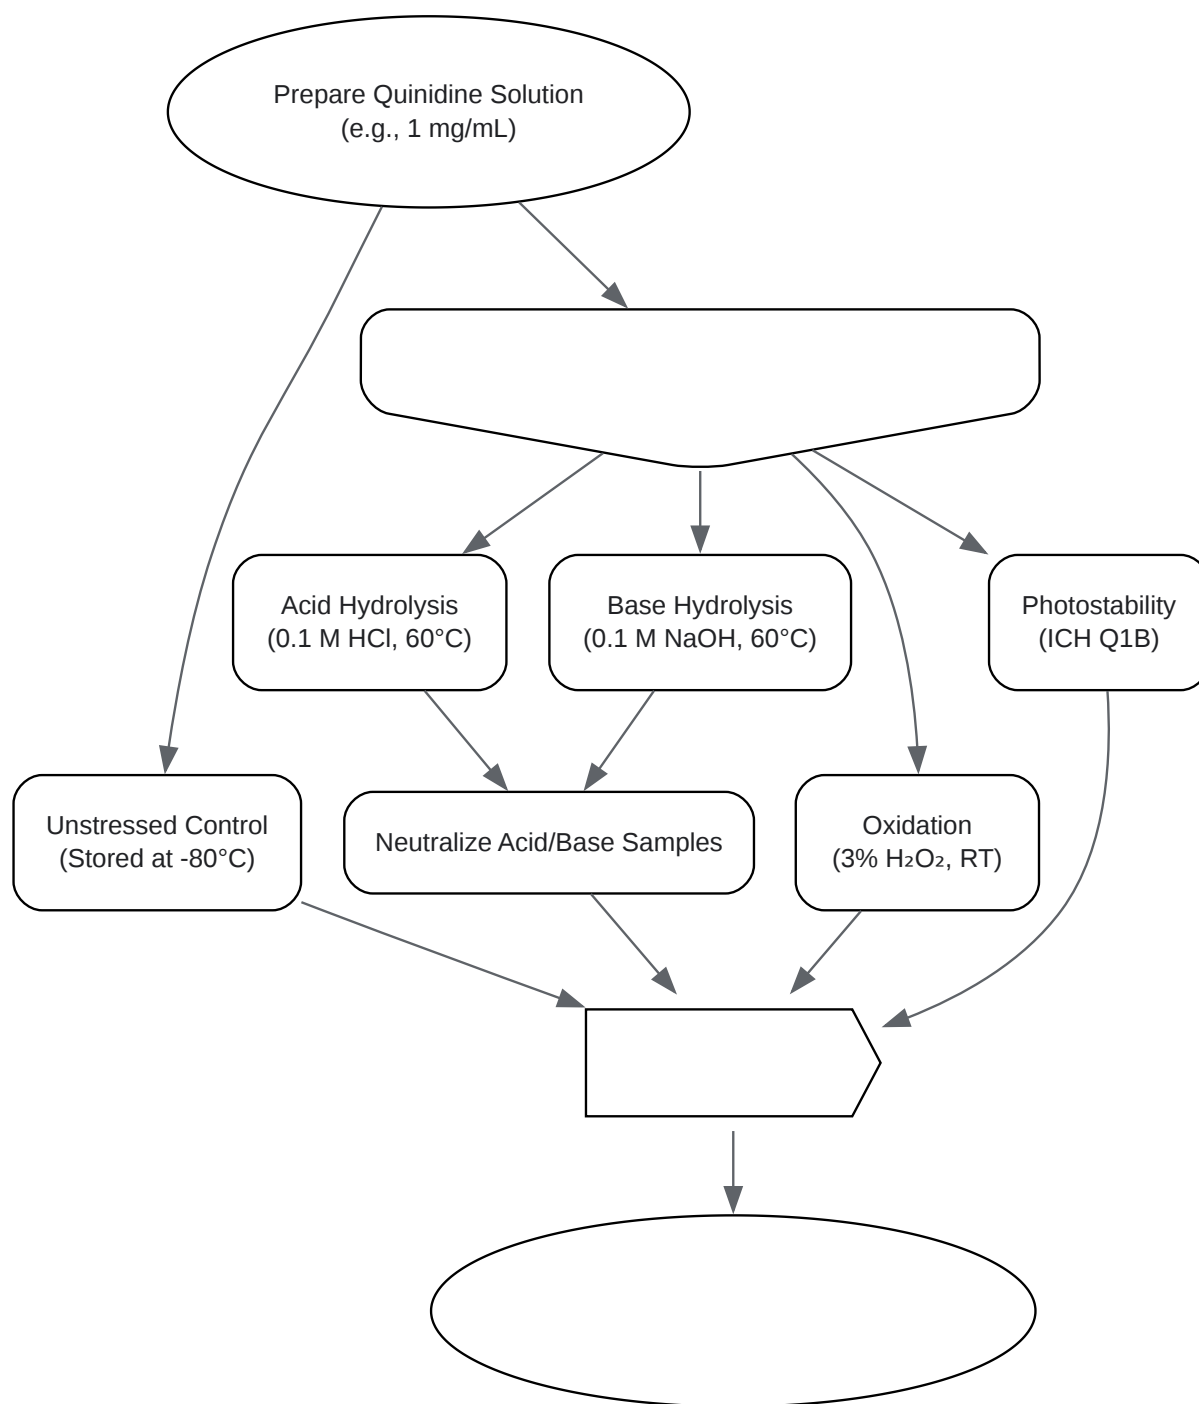 Prepare Quinidine Solution
(e.g., 1 mg/mL)
Acid Hydrolysis
(0.1 M HCl, 60°C)
Base Hydrolysis
(0.1 M NaOH, 60°C)
Photostability
(ICH Q1B)
Unstressed Control
(Stored at -80°C)
Neutralize Acid/Base Samples
Oxidation
(3% H₂O₂, RT)